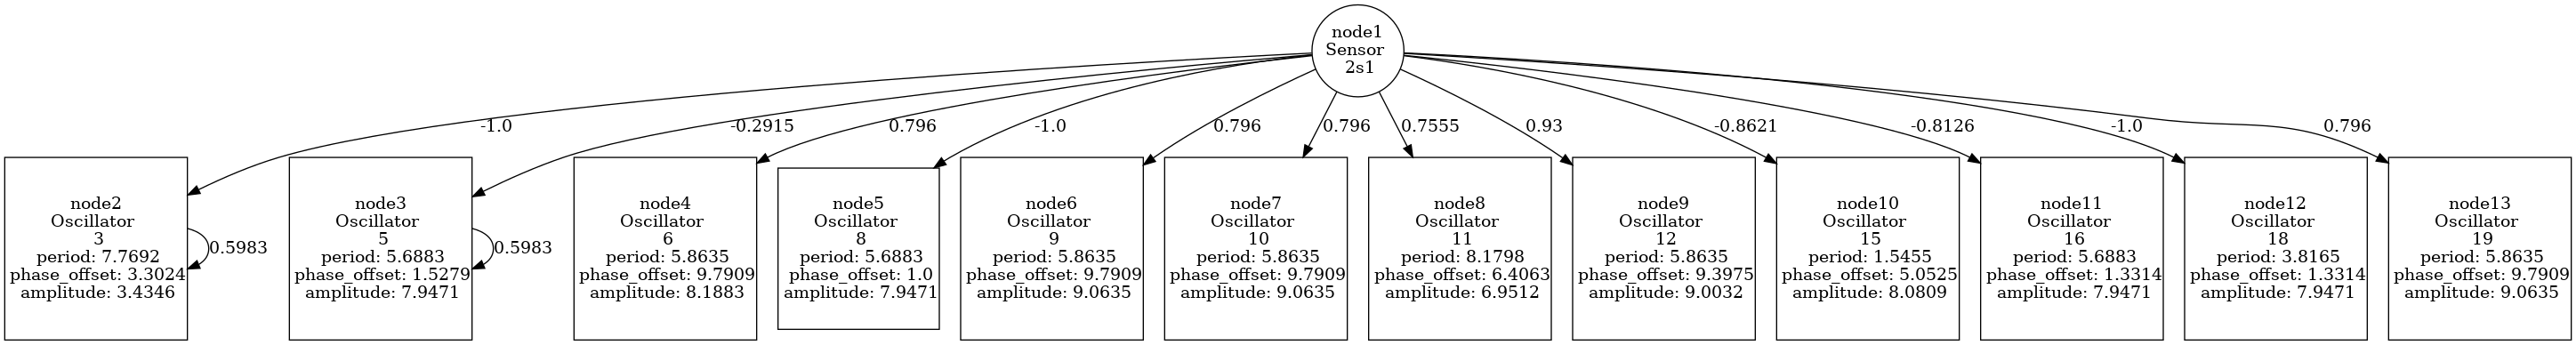 node1
Sensor
2s1
-1.0
-0.2915
0.796
-1.0
0.796
0.796
0.7555
0.93
-0.8621
-0.8126
-1.0
0.796
node2
Oscillator
3
period: 7.7692
phase_offset: 3.3024
amplitude: 3.4346
0.5983
node3
Oscillator
5
period: 5.6883
phase_offset: 1.5279
amplitude: 7.9471
0.5983
node4
Oscillator
6
period: 5.8635
phase_offset: 9.7909
amplitude: 8.1883
node5
Oscillator
8
period: 5.6883
phase_offset: 1.0
amplitude: 7.9471
node6
Oscillator
9
period: 5.8635
phase_offset: 9.7909
amplitude: 9.0635
node7
Oscillator
10
period: 5.8635
phase_offset: 9.7909
amplitude: 9.0635
node8
Oscillator
11
period: 8.1798
phase_offset: 6.4063
amplitude: 6.9512
node9
Oscillator
12
period: 5.8635
phase_offset: 9.3975
amplitude: 9.0032
node10
Oscillator
15
period: 1.5455
phase_offset: 5.0525
amplitude: 8.0809
node11
Oscillator
16
period: 5.6883
phase_offset: 1.3314
amplitude: 7.9471
node12
Oscillator
18
period: 3.8165
phase_offset: 1.3314
amplitude: 7.9471
node13
Oscillator
19
period: 5.8635
phase_offset: 9.7909
amplitude: 9.0635